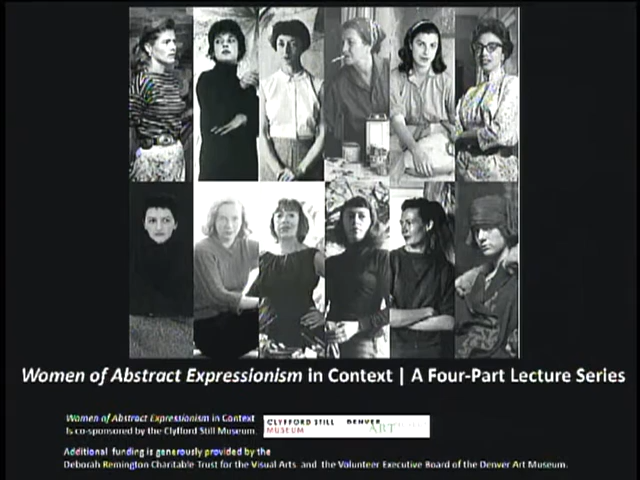 Women of Abstract Expressionism in Context | A Four-Part Lecture Series
Women of Abstract Expressionism in Context
Is co-sponsored by the Clyfford Still Museum
CLYFFORD STILL
MUSEUM
DENVER
ART
Additional funding is generously provided by the
Deborah Remington Charitable Trust for the Visual Arts and the Volunteer Executive Board of the Denver Art Museum.